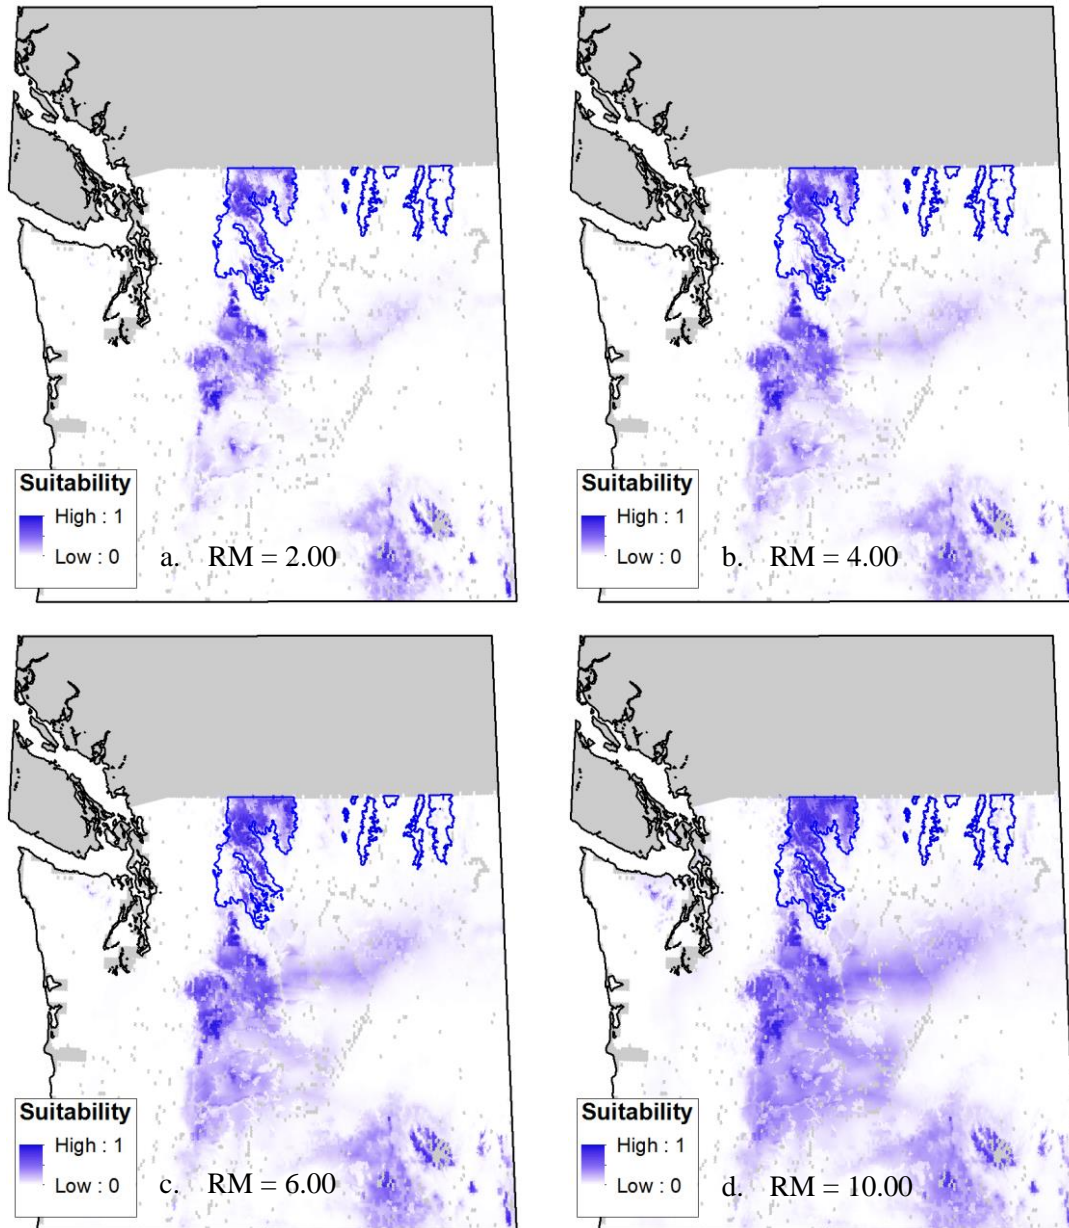 Suitability
High : 1
Low : 0
a. RM = 2.00
Suitability
High : 1
Low : 0
b. RM = 4.00
Suitability
High : 1
Low : 0
c. RM = 6.00
Suitability
High : 1
Low : 0
d. RM = 10.00